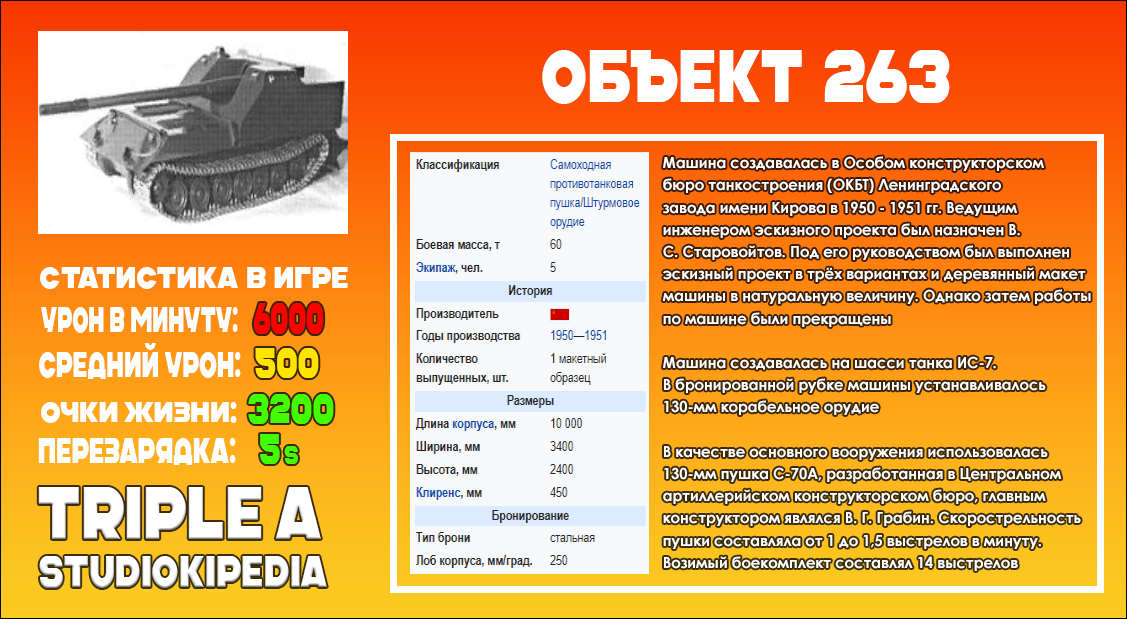 ОБЪЕКТ 263
СТАТИСТИКА В ИГРЕ
УРОН В МИНУТУ: 6000
СРЕДНИЙ УРОН: 500
ОЧКИ ЖИЗНИ: 3200
ПЕРЕЗАРЯДКА: 5s
TRIPLE A
STUDIOKIPEDIA
Классификация Самоходная
противотанковая
пушка/Штурмовое
орудие
Боевая масса, т 60
Экипаж, чел. 5
История
Производитель
Годы производства 1950—1951
Количество 1 макетный
выпущенных, шт. образец
Размеры
Длина корпуса, мм 10 000
Ширина, мм 3400
Высота, мм 2400
Клиренс, мм 450
Бронирование
Тип брони стальная
Лоб корпуса, мм/град. 250
Машина создавалась в Особом конструкторском
бюро танкостроения (ОКБТ) Ленинградского
завода имени Кирова в 1950 - 1951 гг. Ведущим
инженером эскизного проекта был назначен В.
С. Старовойтов. Под его руководством был выполнен
эскизный проект в трёх вариантах и деревянный макет
машины в натуральную величину. Однако затем работы
по машине были прекращены
Машина создавалась на шасси танка ИС-7.
В бронированной рубке машины устанавливалось
130-мм корабельное орудие
В качестве основного вооружения использовалась
130-мм пушка С-70А, разработанная в Центральном
артиллерийском конструкторском бюро, главным
конструктором являлся В. Г. Грабин. Скорострельность
пушки составляла от 1 до 1,5 выстрелов в минуту.
Возимый боекомплект составлял 14 выстрелов